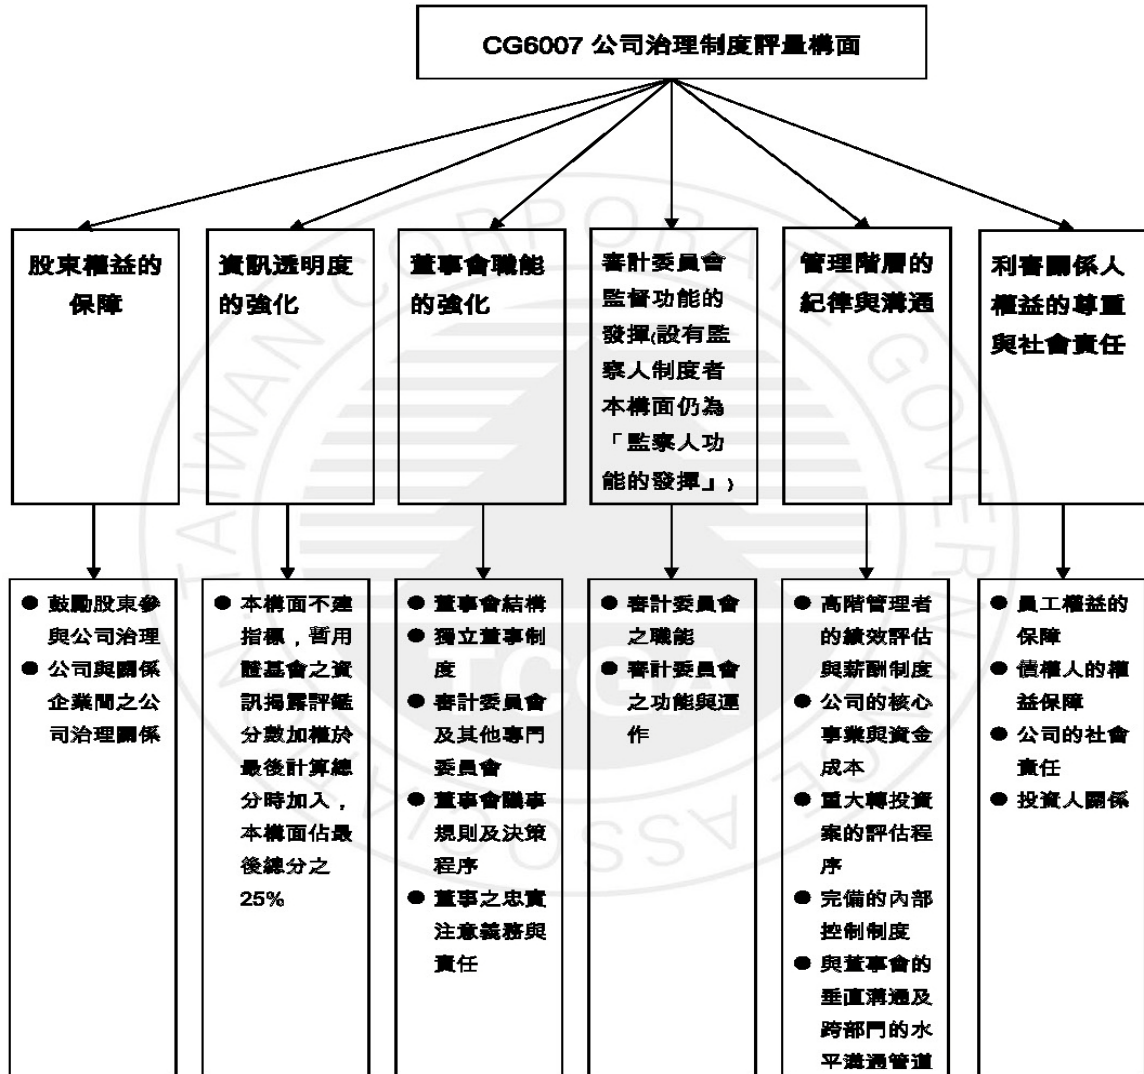 CG6007 公司治理制度評量構面
股東權益的
保障
資訊透明度
的強化
董事會職能
的強化
審計委員會
監督功能的
發揮(設有監
察人制度者
本構面仍為
「監察人功
能的發揮」)
管理階層的
紀律與溝通
利害關係人
權益的尊重
與社會責任
● 鼓勵股東參
與公司治理
● 公司與關係
企業間之公
司治理關係
● 本構面不建
指標，暫用
證基會之資
訊揭露評鑑
分數加權於
最後計算總
分時加入，
本構面佔最
後總分之
25%
● 董事會結構
● 獨立董事制
度
● 審計委員會
及其他專門
委員會
● 董事會議事
規則及決策
程序
● 董事之忠實
注意義務與
責任
● 審計委員會
之職能
● 審計委員會
之功能與運
作
● 高階管理者
的績效評估
與薪酬制度
● 公司的核心
事業與資金
成本
● 重大轉投資
案的評估程
序
● 完備的內部
控制制度
● 與董事會的
垂直溝通及
跨部門的水
平溝通管道
● 員工權益的
保障
● 債權人的權
益保障
● 公司的社會
責任
● 投資人關係
TAIWAN CORPORATE GOVERNANCE ASSOCIATION
TCGA